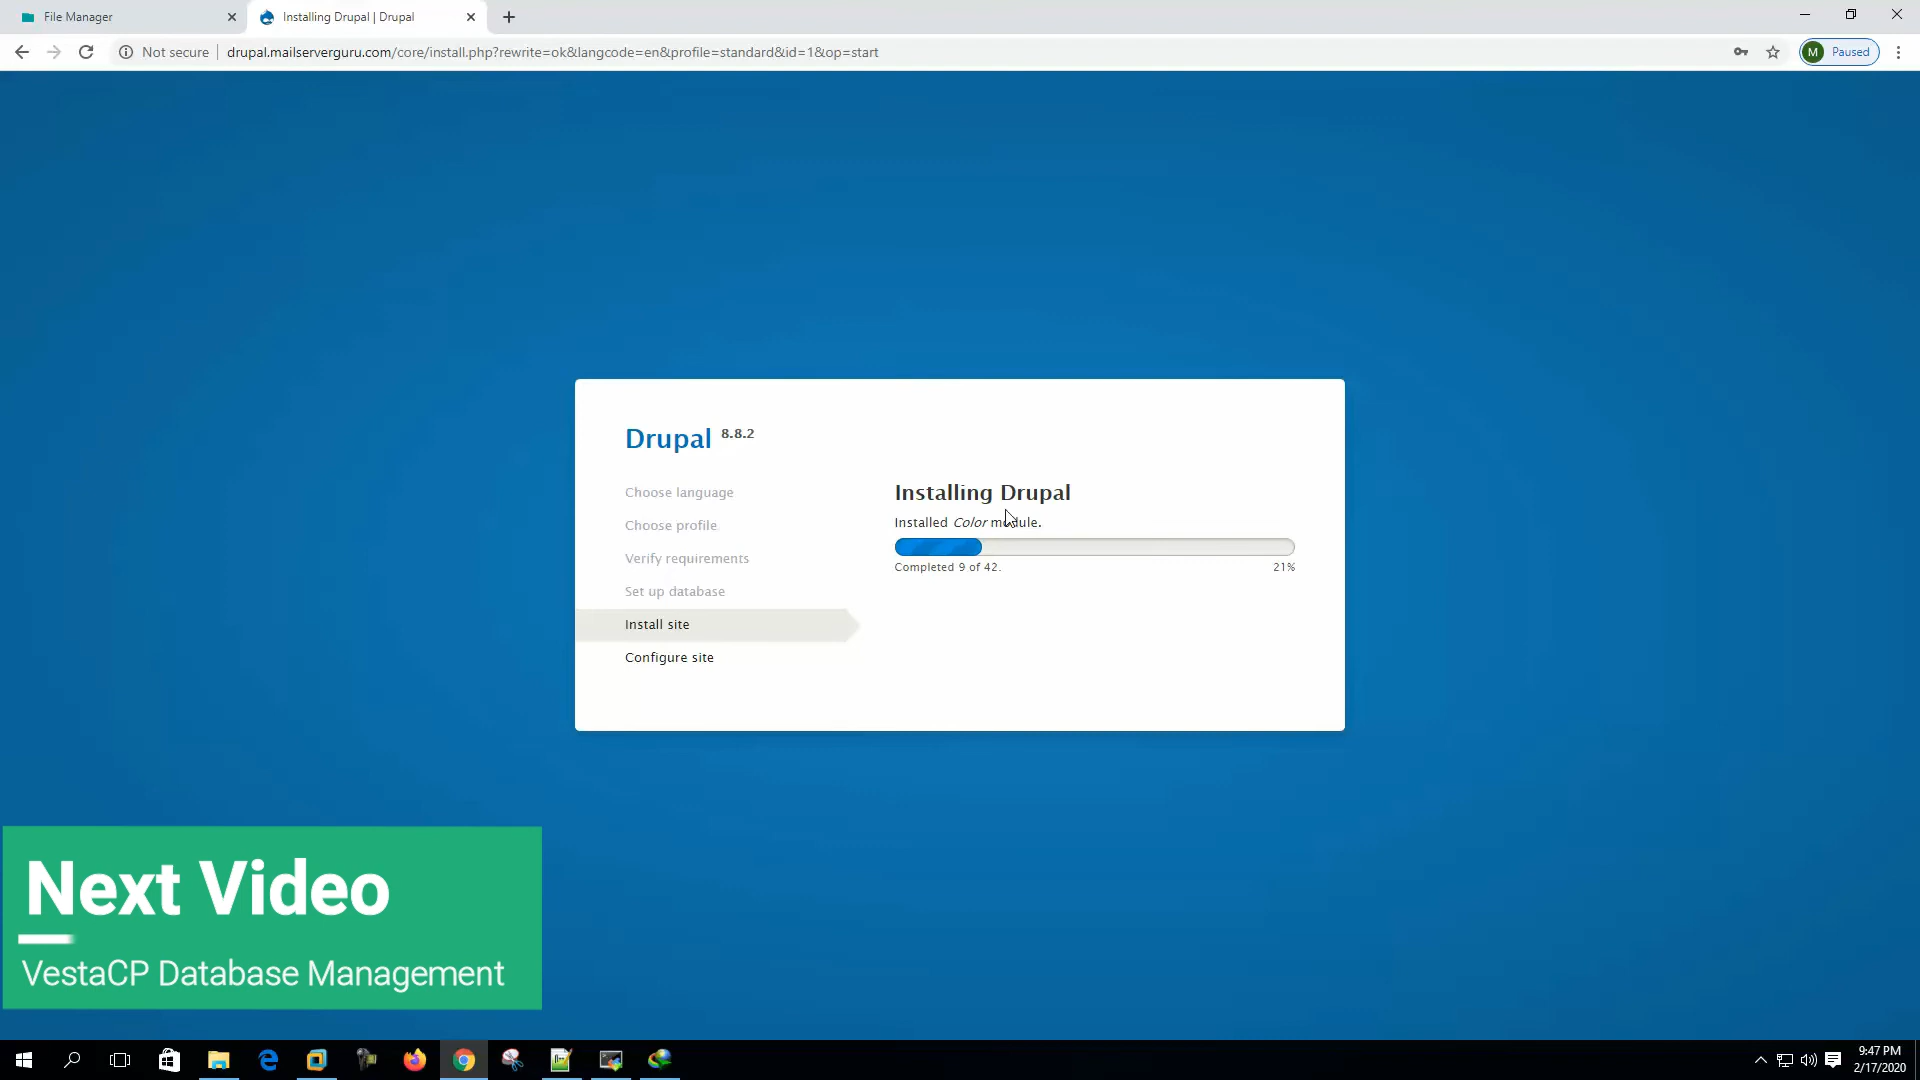 File Manager
Installing Drupal | Drupal
Not secure
drupal.mailserverguru.com/core/install.php?rewrite=ok&langcode=en&profile=standard&id=1&op=start
M
Paused
Drupal 8.8.2
Choose language
Choose profile
Verify requirements
Set up database
Install site
Configure site
Installing Drupal
Installed Color module.
Completed 9 of 42.
21%
Next Video
VestaCP Database Management
9:47 PM
2/17/2020